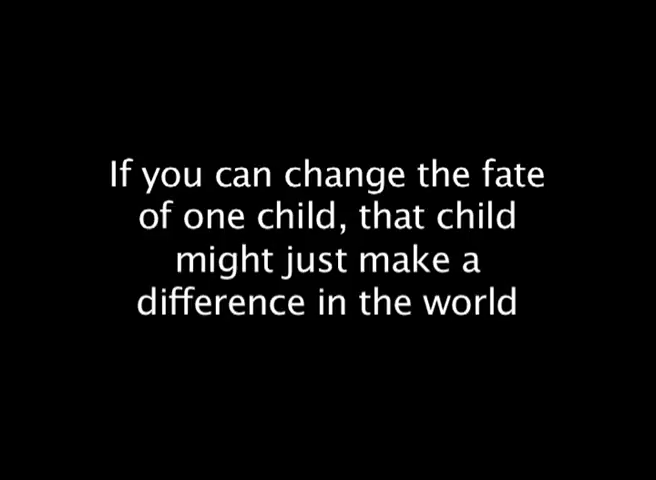 If you can change the fate
of one child, that child
might just make a
difference in the world